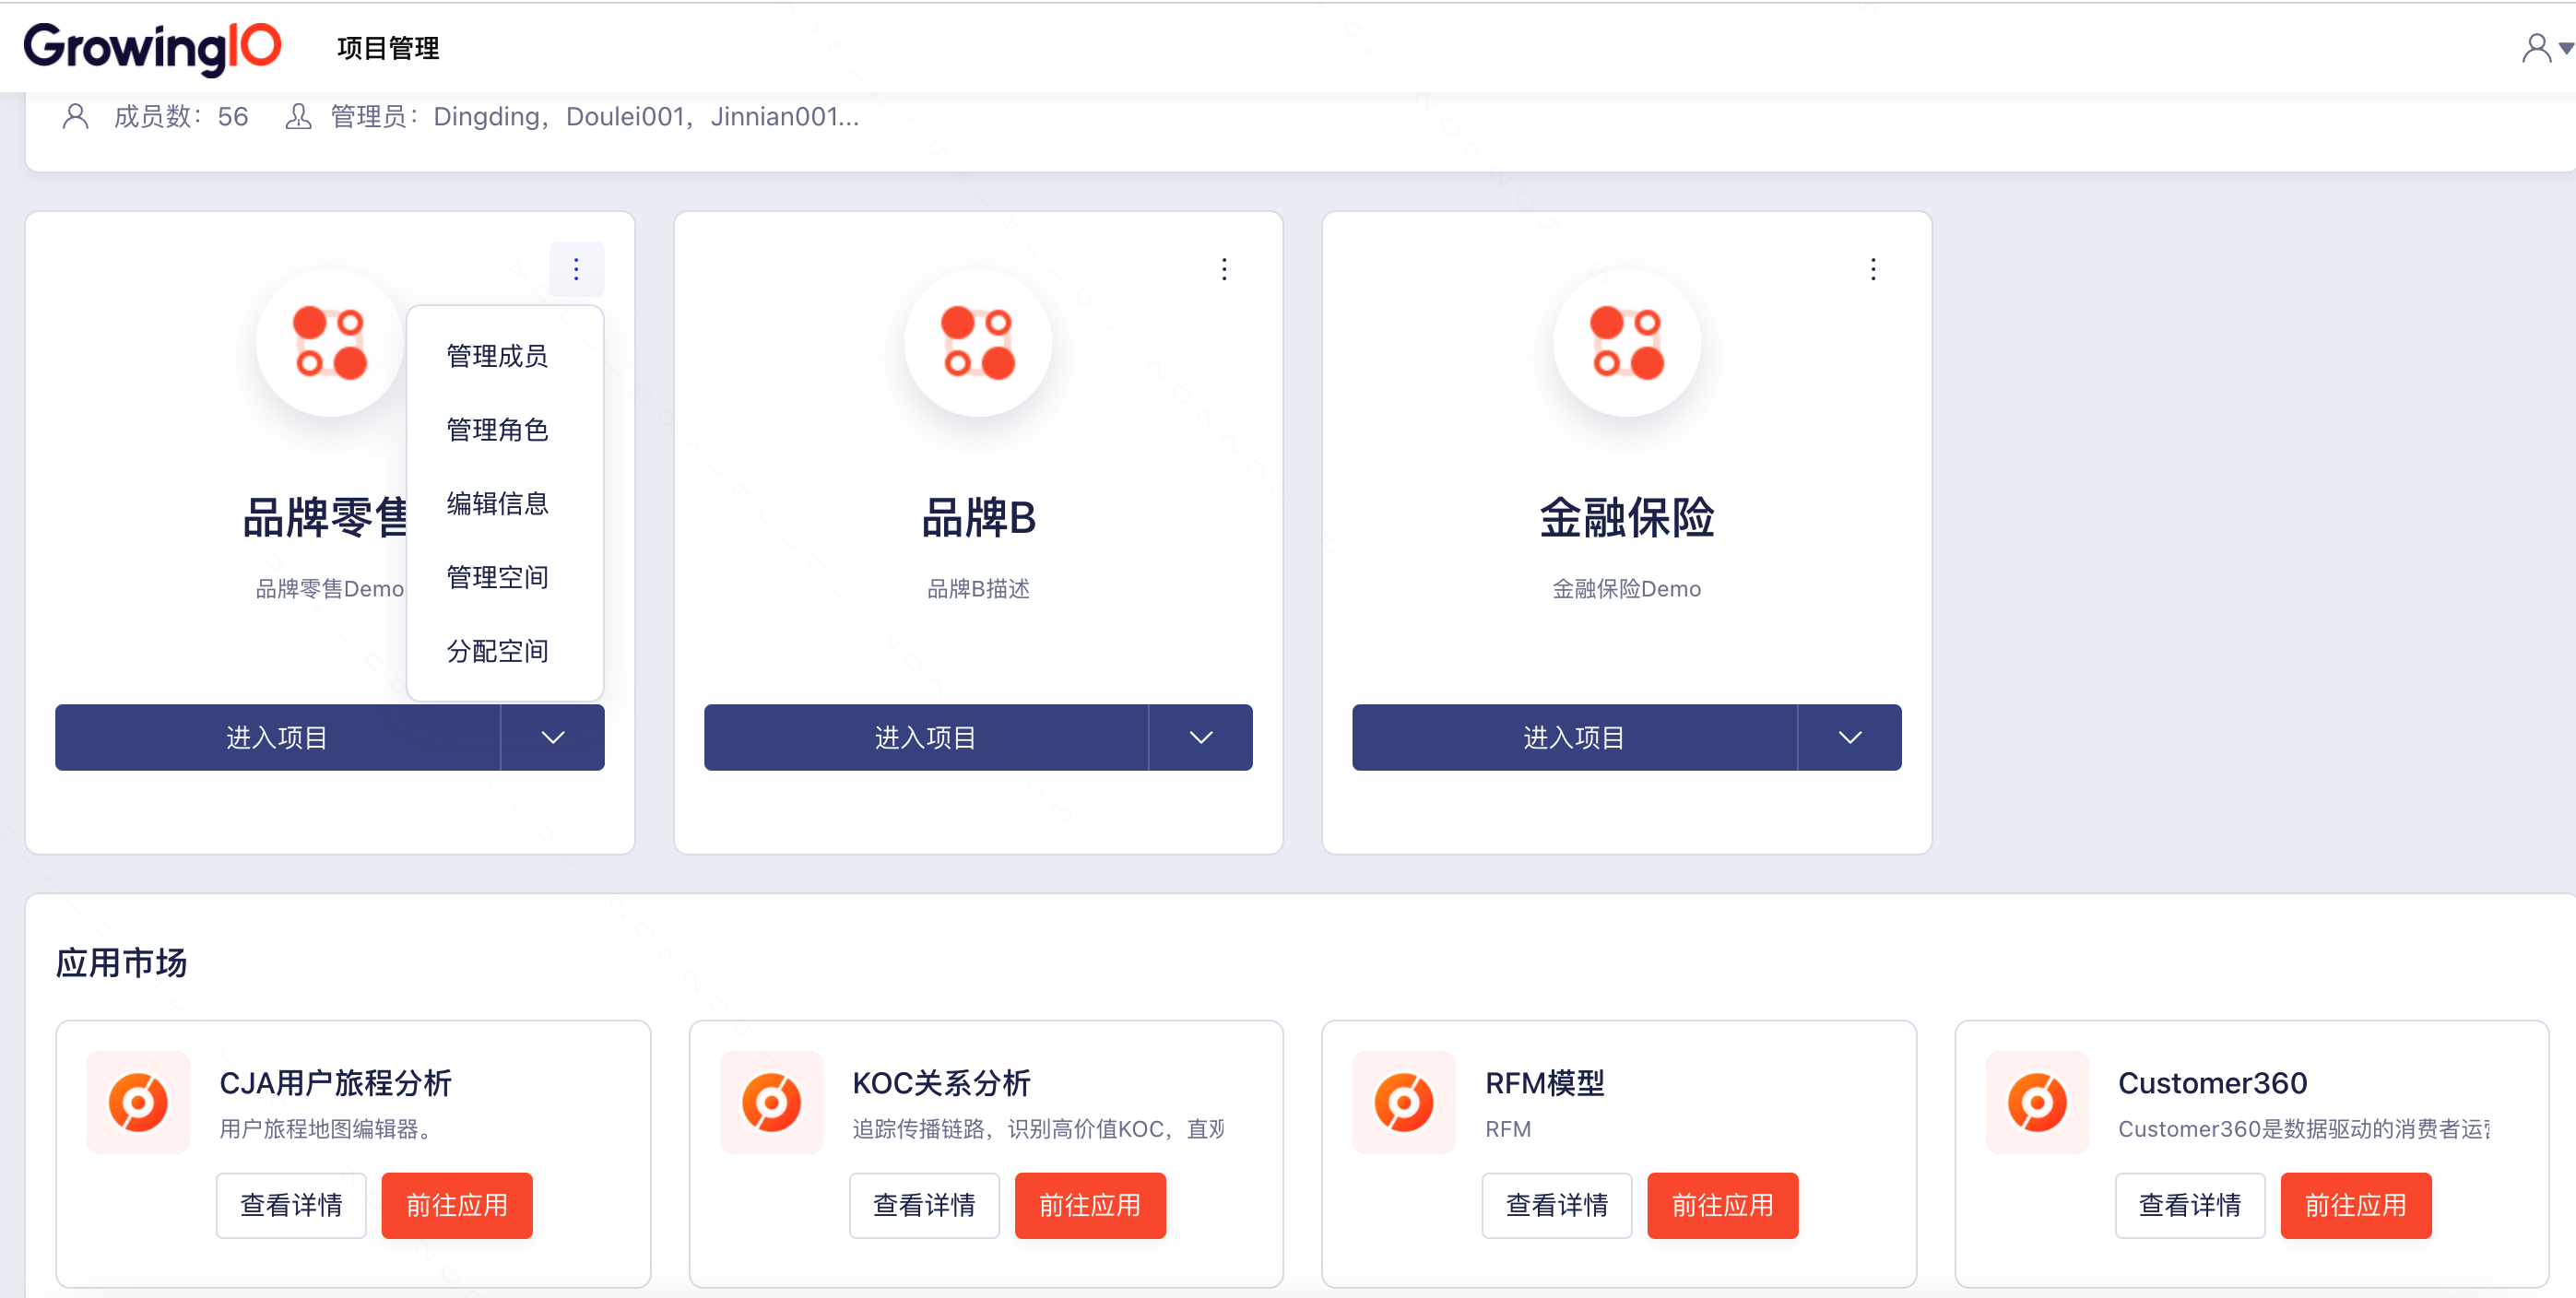 GrowingIO 项目管理
成员数：56 管理员：Dingding，Doulei001，Jinnian001...
管理成员
管理角色
编辑信息
管理空间
分配空间
品牌零售
品牌零售Demo
进入项目
品牌B
品牌B描述
进入项目
金融保险
金融保险Demo
进入项目
应用市场
CJA用户旅程分析
用户旅程地图编辑器。
查看详情 前往应用
KOC关系分析
追踪传播链路，识别高价值KOC，直观
查看详情 前往应用
RFM模型
RFM
查看详情 前往应用
Customer360
Customer360是数据驱动的消费者运营
查看详情 前往应用